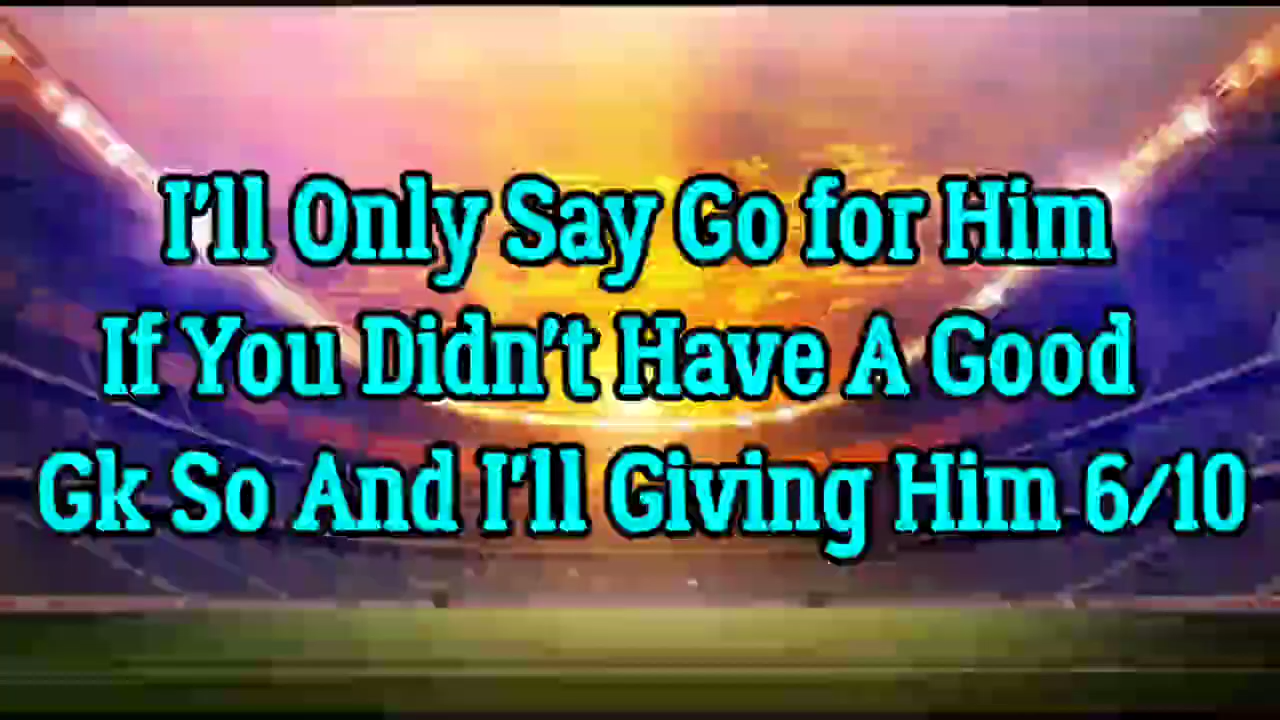 I'll Only Say Go for Him
If You Didn't Have A Good
Gk So And I'll Giving Him 6/10